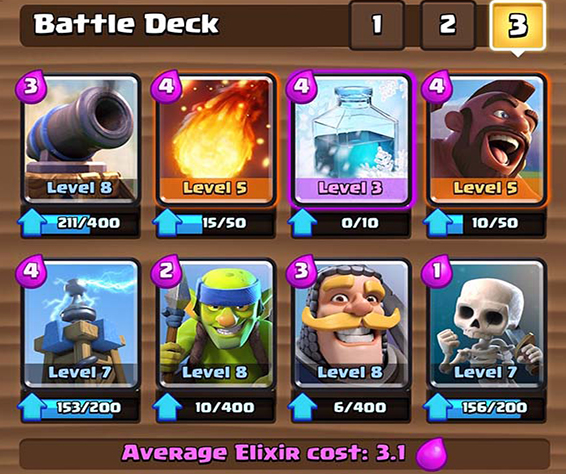 Battle Deck 1 2 3
3 4 4 4
Level 8 Level 5 Level 3 Level 5
211/400 15/50 0/10 10/50
4 2 3 1
Level 7 Level 8 Level 8 Level 7
153/200 10/400 6/400 156/200
Average Elixir cost: 3.1